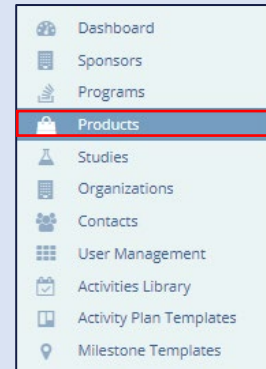 Dashboard
Sponsors
Programs
Products
Studies
Organizations
Contacts
User Management
Activities Library
Activity Plan Templates
Milestone Templates